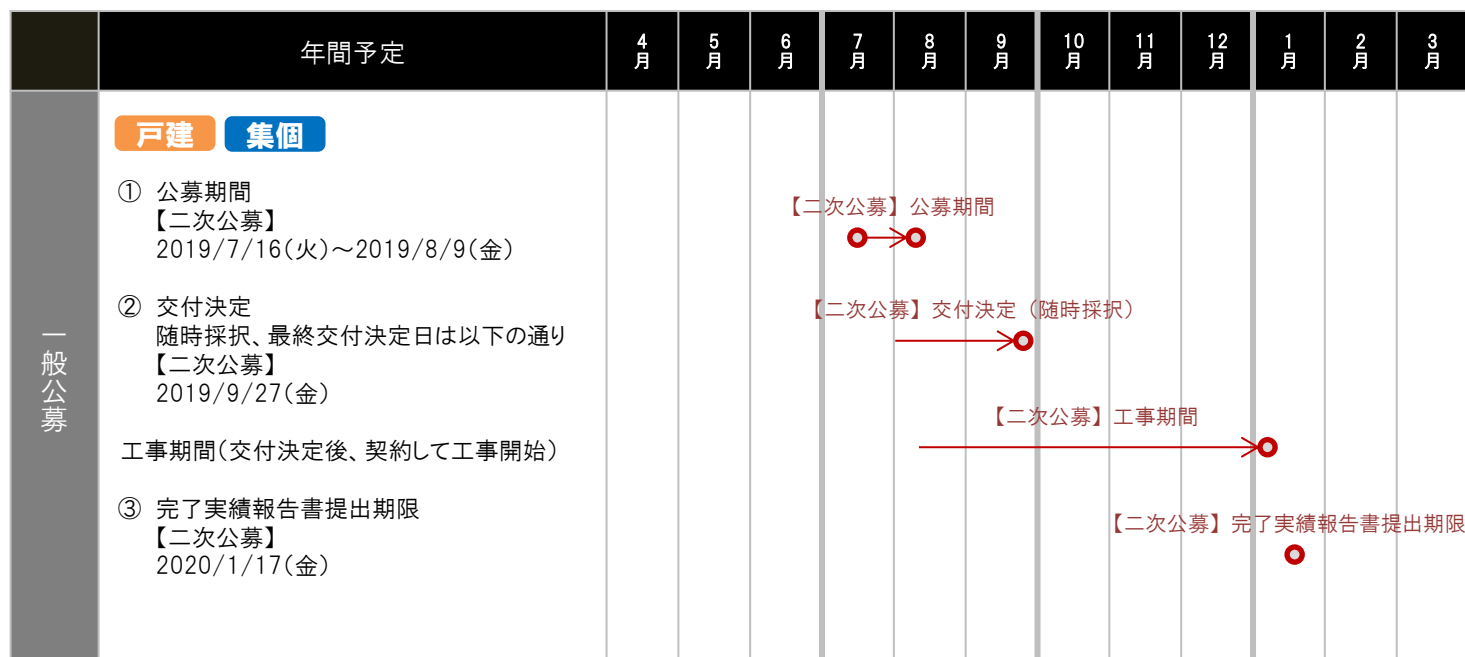 年間予定
4月
5月
6月
7月
8月
9月
10月
11月
12月
1月
2月
3月
一般公募
戸建 集個
① 公募期間
【二次公募】
2019/7/16(火)～2019/8/9(金)
② 交付決定
随時採択、最終交付決定日は以下の通り
【二次公募】
2019/9/27(金)
工事期間(交付決定後、契約して工事開始)
③ 完了実績報告書提出期限
【二次公募】
2020/1/17(金)
【二次公募】公募期間
【二次公募】交付決定（随時採択）
【二次公募】工事期間
【二次公募】完了実績報告書提出期限